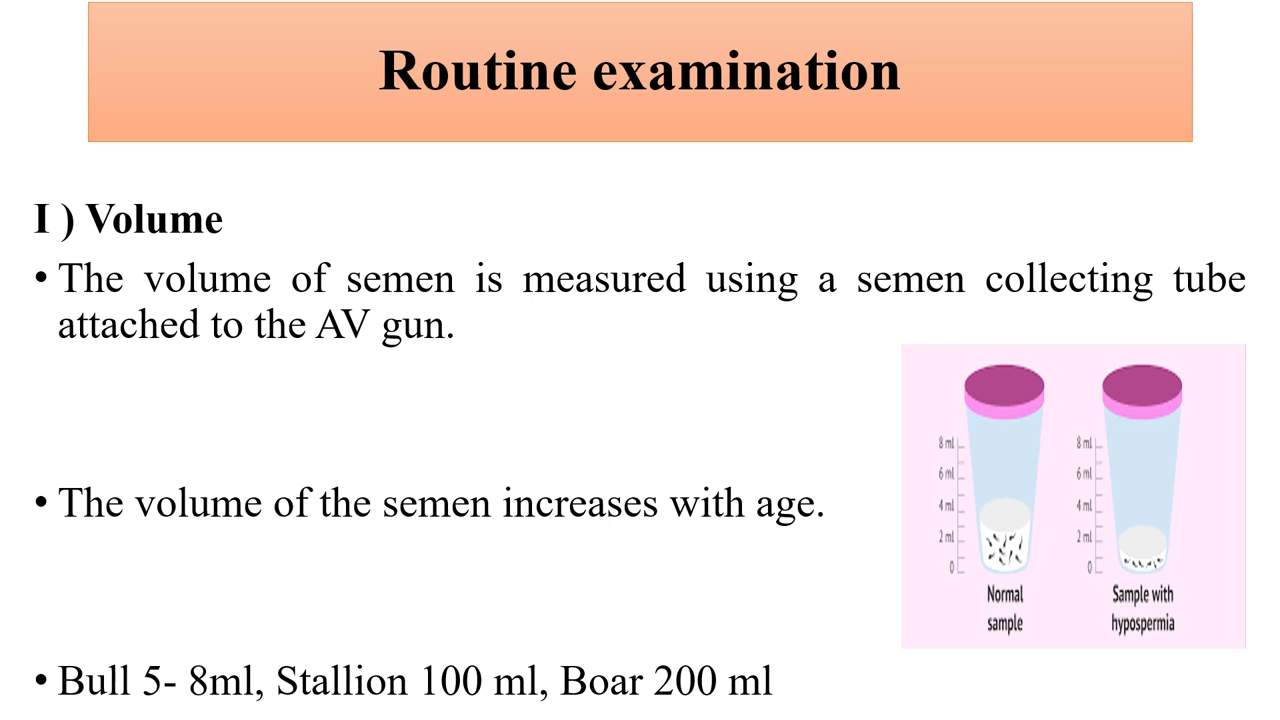 Routine examination
I ) Volume
• The volume of semen is measured using a semen collecting tube
attached to the AV gun.
• The volume of the semen increases with age.
• Bull 5- 8ml, Stallion 100 ml, Boar 200 ml
8 ml
6 ml
4 ml
2 ml
0
Normal
sample
8 ml
6 ml
4 ml
2 ml
0
Sample with
hypospermia